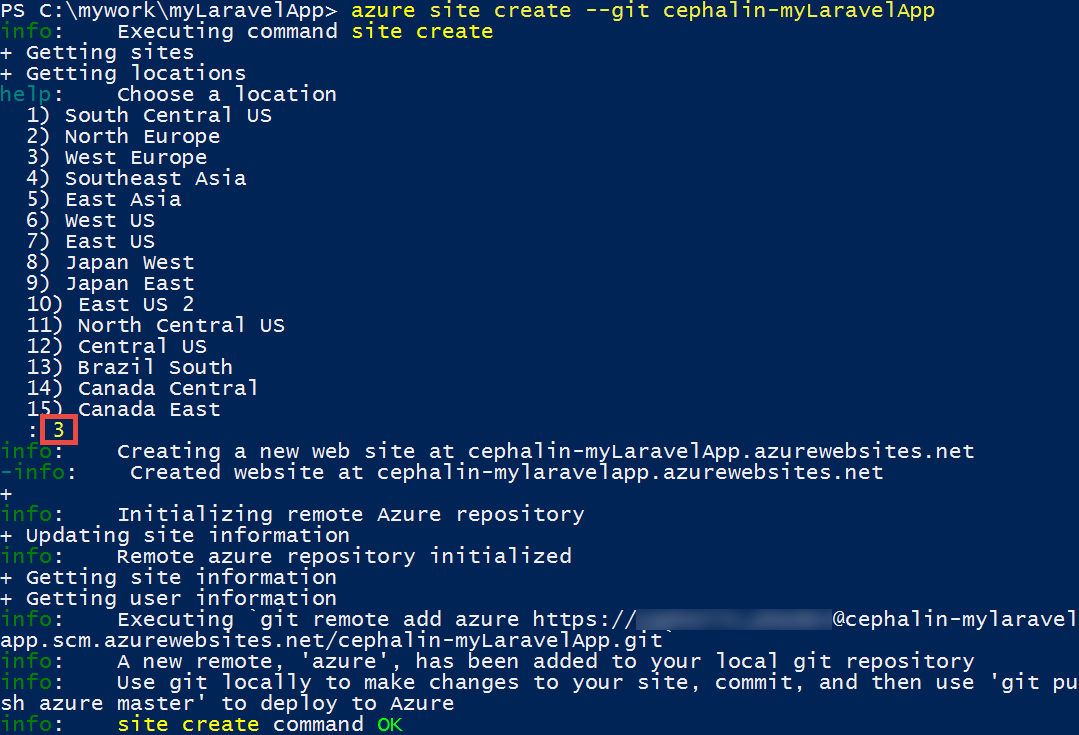 PS C:\mywork\myLaravelApp> azure site create --git cephalin-myLaravelApp
info:    Executing command site create
+ Getting sites
+ Getting locations
help:    Choose a location
  1) South Central US
  2) North Europe
  3) West Europe
  4) Southeast Asia
  5) East Asia
  6) West US
  7) East US
  8) Japan West
  9) Japan East
  10) East US 2
  11) North Central US
  12) Central US
  13) Brazil South
  14) Canada Central
  15) Canada East
  : 3
info:    Creating a new web site at cephalin-myLaravelApp.azurewebsites.net
-info:    Created website at cephalin-mylaravelapp.azurewebsites.net
+
info:    Initializing remote Azure repository
+ Updating site information
info:    Remote azure repository initialized
+ Getting site information
+ Getting user information
info:    Executing `git remote add azure https://@cephalin-mylaravel
app.scm.azurewebsites.net/cephalin-myLaravelApp.git`
info:    A new remote, 'azure', has been added to your local git repository
info:    Use git locally to make changes to your site, commit, and then use 'git pu
sh azure master' to deploy to Azure
info:    site create command OK